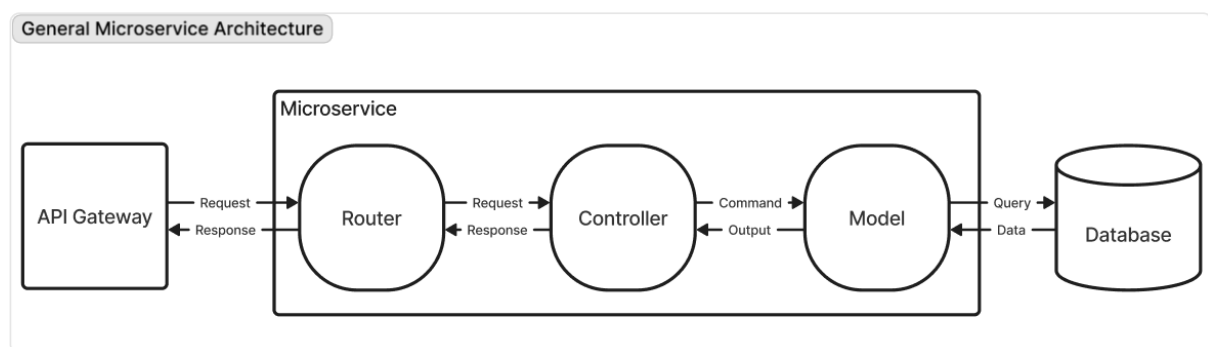 General Microservice Architecture
Microservice
API Gateway
Request
Response
Router
Request
Response
Controller
Command
Output
Model
Query
Data
Database